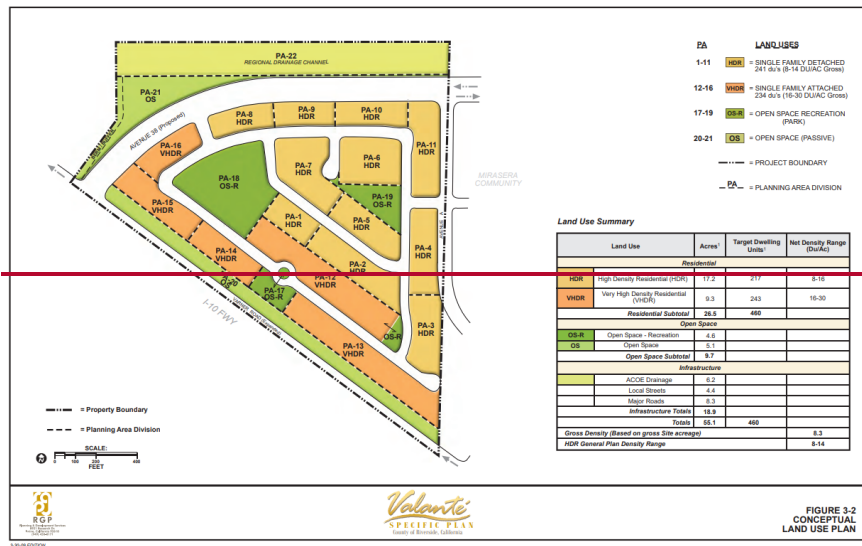 PA-22
REGIONAL DRAINAGE CHANNEL
PA-21
OS
AVENUE 38 (Proposed)
PA-8
HDR
PA-9
HDR
PA-10
HDR
PA-11
HDR
PA-16
VHDR
PA-18
OS-R
PA-7
HDR
PA-6
HDR
PA-19
OS-R
MIRASERA
COMMUNITY
PA-15
VHDR
PA-1
HDR
PA-5
HDR
PA-14
VHDR
PA-2
HDR
PA-4
HDR
PA-20
OS
PA-17
OS-R
PA-12
VHDR
I-10 FWY
PA-13
VHDR
OS-R
PA-3
HDR
= Property Boundary
= Planning Area Division
SCALE:
0 100 200 400
FEET
PA LAND USES
1-11 HDR = SINGLE FAMILY DETACHED
241 du's (8-14 DU/AC Gross)
12-16 VHDR = SINGLE FAMILY ATTACHED
234 du's (16-30 DU/AC Gross)
17-19 OS-R = OPEN SPACE RECREATION
(PARK)
20-21 OS = OPEN SPACE (PASSIVE)
= PROJECT BOUNDARY
PA = PLANNING AREA DIVISION
Land Use Summary
Land Use Acres¹ Target Dwelling Units¹ Net Density Range (Du/Ac)
Residential
HDR High Density Residential (HDR) 17.2 217 8-16
VHDR Very High Density Residential (VHDR) 9.3 243 16-30
Residential Subtotal 26.5 460
Open Space
OS-R Open Space - Recreation 4.6
OS Open Space 5.1
Open Space Subtotal 9.7
Infrastructure
ACOE Drainage 6.2
Local Streets 4.4
Major Roads 8.3
Infrastructure Totals 18.9
Totals 55.1 460
Gross Density (Based on gross Site acreage) 8.3
HDR General Plan Density Range 8-14
RGP
Valanté
SPECIFIC PLAN
County of Riverside, California
FIGURE 3-2
CONCEPTUAL
LAND USE PLAN